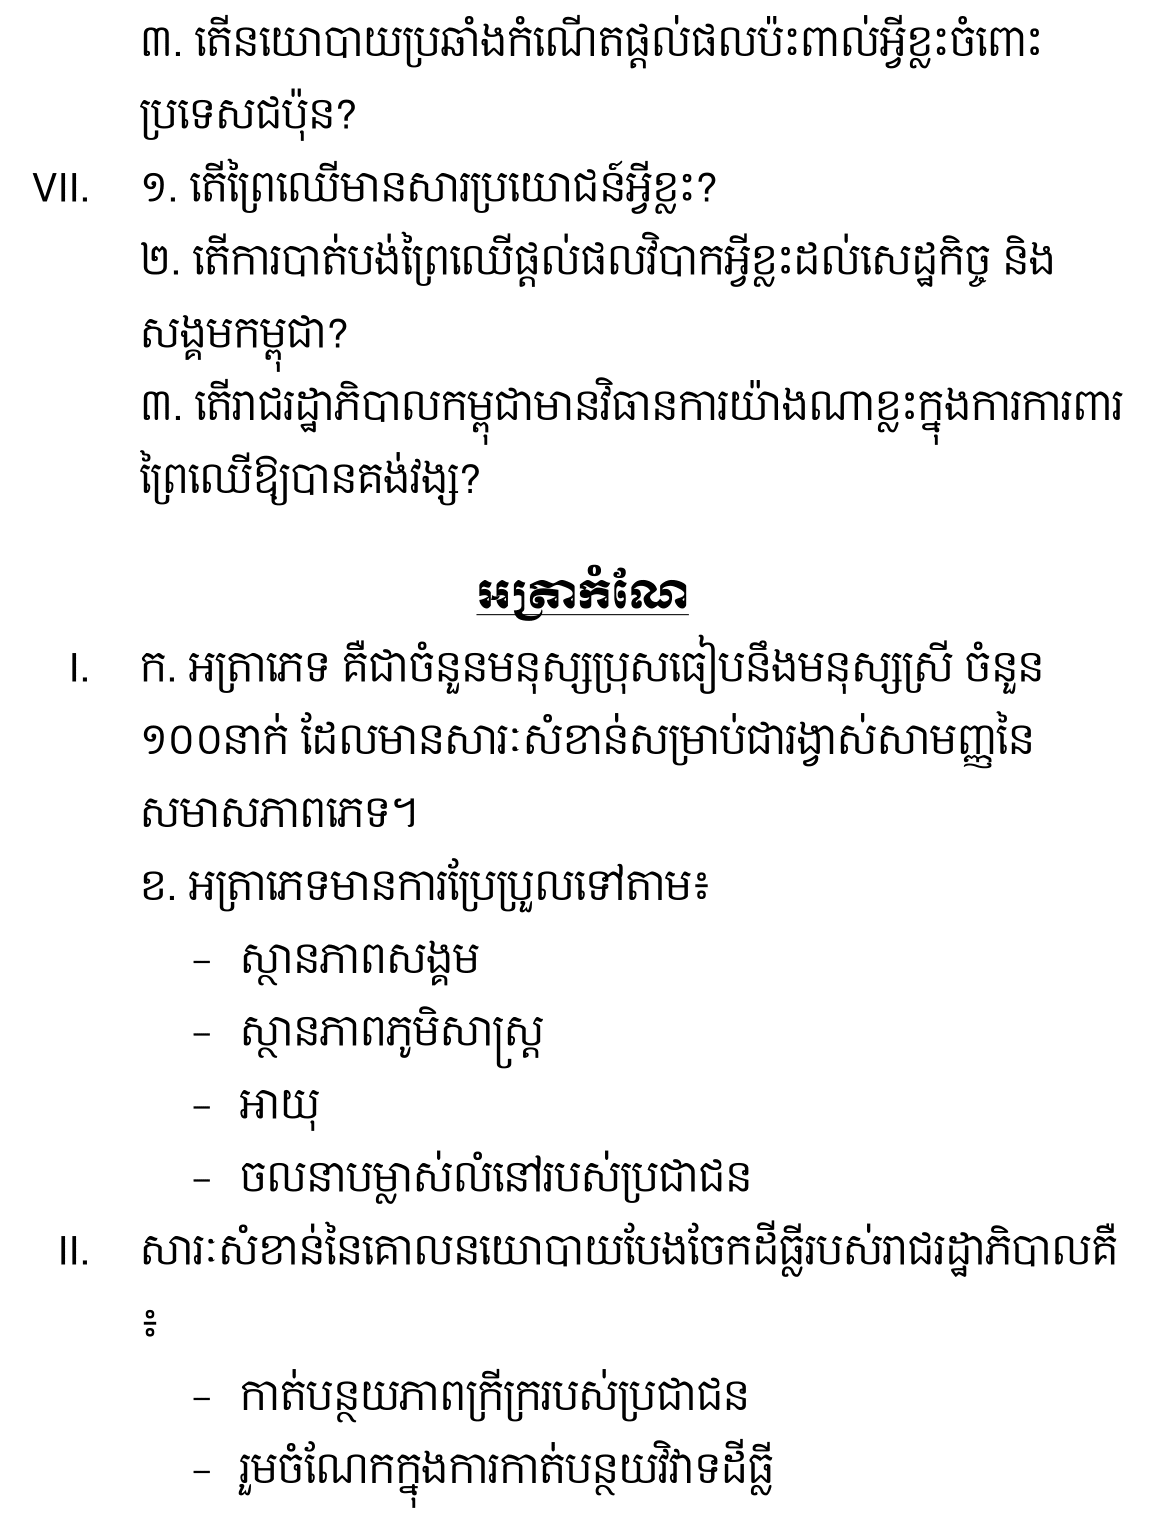 ៣. តើនយោបាយប្រឆាំងកំណើតផ្តល់ផលប៉ះពាល់អ្វីខ្លះចំពោះ
ប្រទេសជប៉ុន?
VII. ១. តើព្រៃឈើមានសារប្រយោជន៍អ្វីខ្លះ?
២. តើការបាត់បង់ព្រៃឈើផ្តល់ផលវិបាកអ្វីខ្លះដល់សេដ្ឋកិច្ច និង
សង្គមកម្ពុជា?
៣. តើរាជរដ្ឋាភិបាលកម្ពុជាមានវិធានការយ៉ាងណាខ្លះក្នុងការការពារ
ព្រៃឈើឱ្យបានគង់វង្ស?
អត្រាកំណែ
I. ក. អត្រាភេទ គឺជាចំនួនមនុស្សប្រុសធៀបនឹងមនុស្សស្រី ចំនួន
១០០នាក់ ដែលមានសារៈសំខាន់សម្រាប់ជារង្វាស់សាមញ្ញនៃ
សមាសភាពភេទ។
ខ. អត្រាភេទមានការប្រែប្រួលទៅតាម៖
– ស្ថានភាពសង្គម
– ស្ថានភាពភូមិសាស្ត្រ
– អាយុ
– ចលនាបម្លាស់លំនៅរបស់ប្រជាជន
II. សារៈសំខាន់នៃគោលនយោបាយបែងចែកដីធ្លីរបស់រាជរដ្ឋាភិបាលគឺ
៖
– កាត់បន្ថយភាពក្រីក្ររបស់ប្រជាជន
– រួមចំណែកក្នុងការកាត់បន្ថយវិវាទដីធ្លី